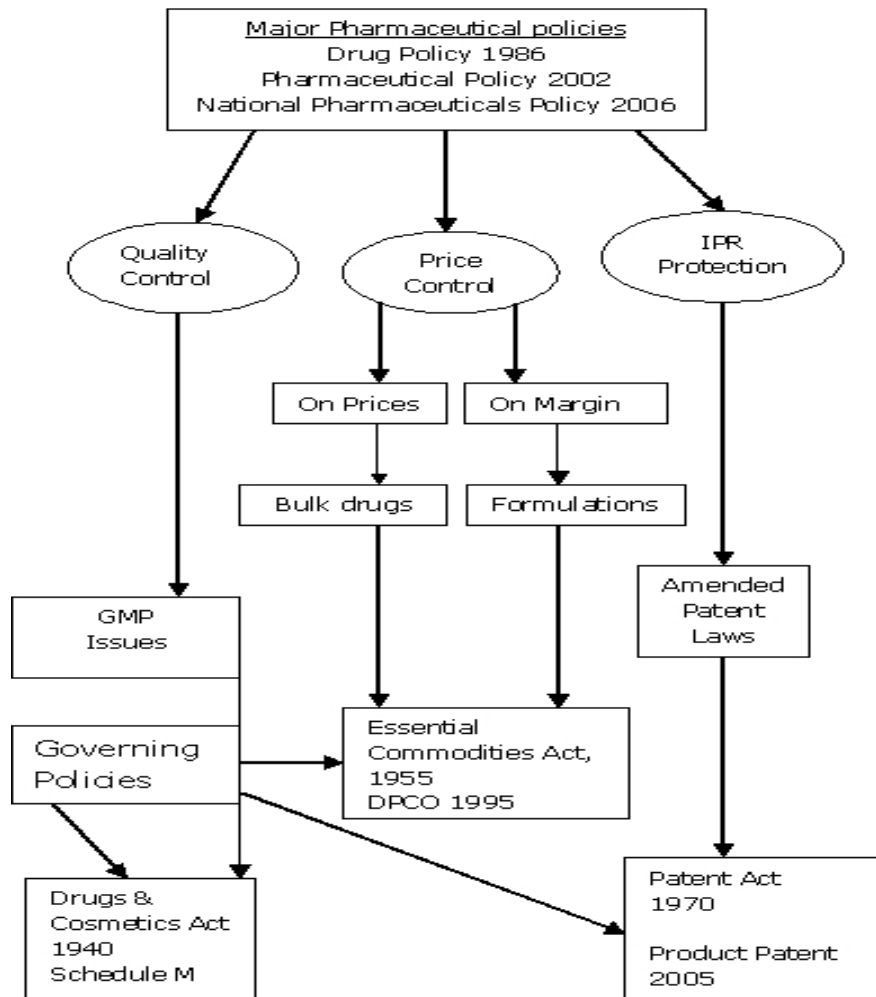 Major Pharmaceutical policies
Drug Policy 1986
Pharmaceutical Policy 2002
National Pharmaceuticals Policy 2006
Quality
Control
Price
Control
IPR
Protection
On Prices
On Margin
Bulk drugs
Formulations
GMP
Issues
Amended
Patent
Laws
Governing
Policies
Essential
Commodities Act,
1955
DPCO 1995
Drugs &
Cosmetics Act
1940
Schedule M
Patent Act
1970
Product Patent
2005